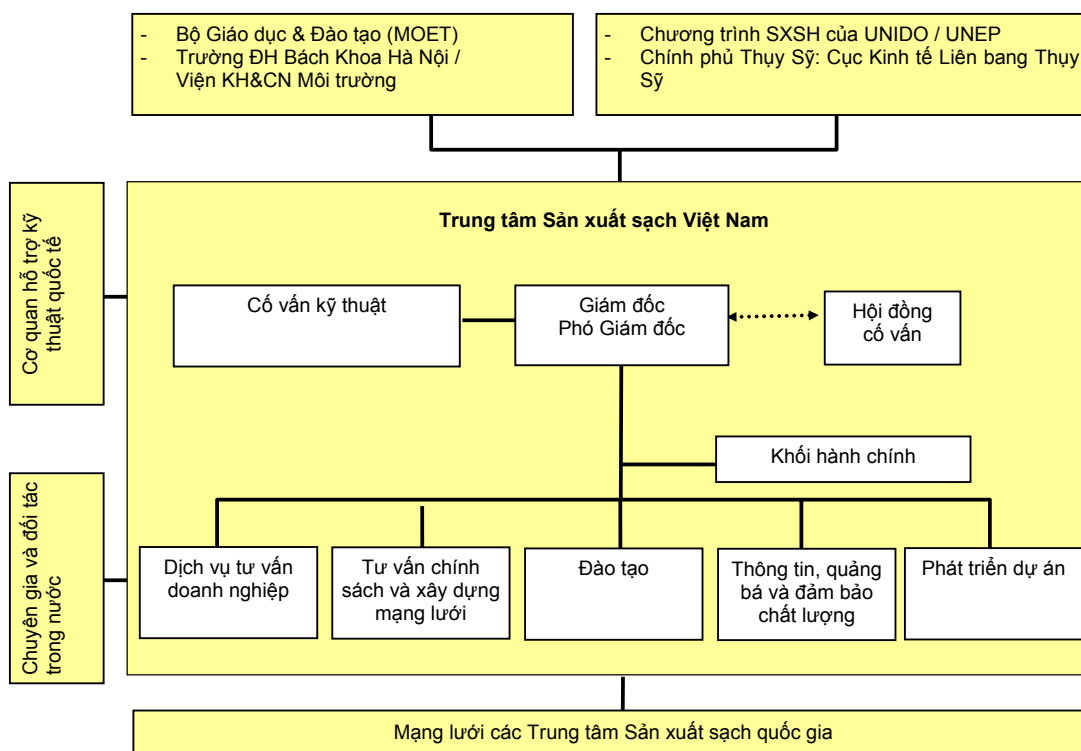 - Bộ Giáo dục & Đào tạo (MOET)
- Trường ĐH Bách Khoa Hà Nội /
Viện KH&CN Môi trường
- Chương trình SXSH của UNIDO / UNEP
- Chính phủ Thụy Sỹ: Cục Kinh tế Liên bang Thụy
Sỹ
Cơ quan hỗ trợ kỹ
thuật quốc tế
Trung tâm Sản xuất sạch Việt Nam
Cố vấn kỹ thuật
Giám đốc
Phó Giám đốc
Hội đồng
cố vấn
Khối hành chính
Chuyên gia và đối tác
trong nước
Dịch vụ tư vấn
doanh nghiệp
Tư vấn chính
sách và xây dựng
mạng lưới
Đào tạo
Thông tin, quảng
bá và đảm bảo
chất lượng
Phát triển dự án
Mạng lưới các Trung tâm Sản xuất sạch quốc gia